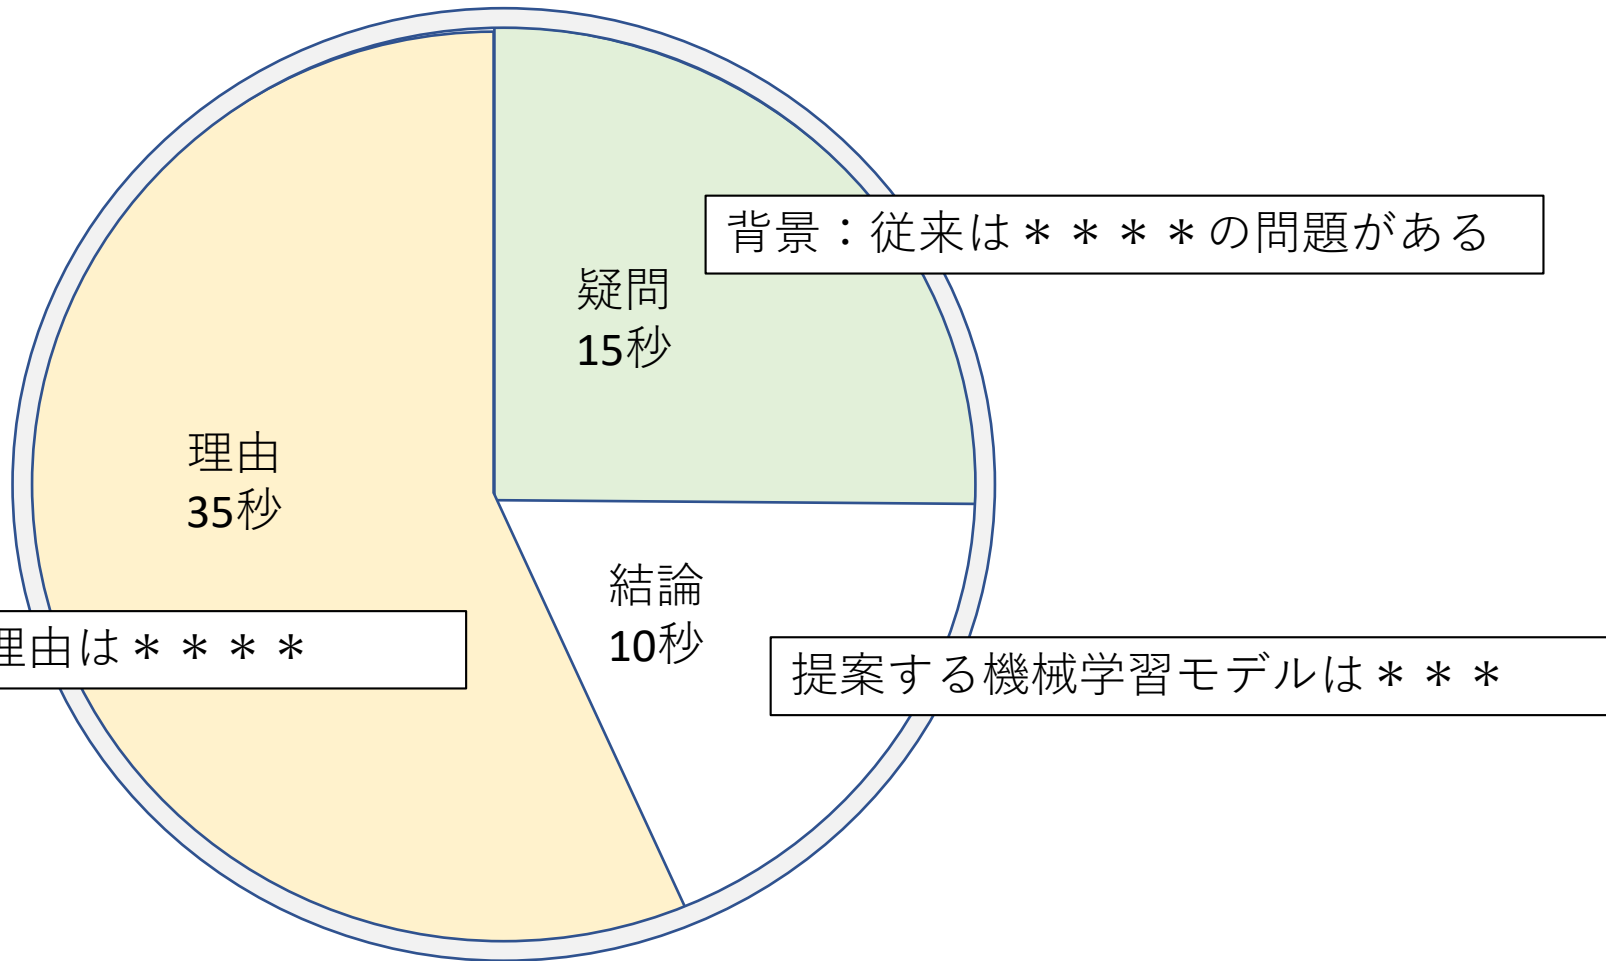 背景：従来は＊＊＊＊の問題がある
疑問
15秒
理由
35秒
結論
10秒
理由は＊＊＊＊
提案する機械学習モデルは＊＊＊